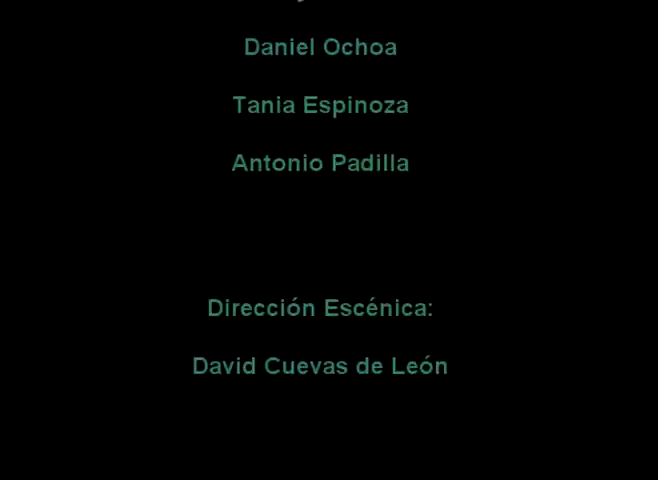 Daniel Ochoa
Tania Espinoza
Antonio Padilla
Dirección Escénica:
David Cuevas de León